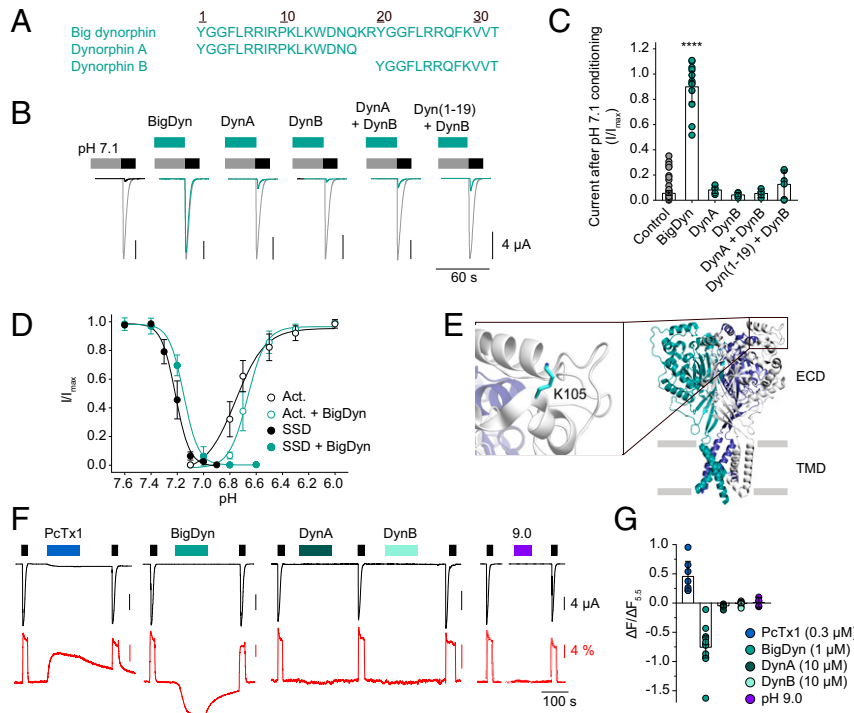 A
1 10 20 30
Big dynorphin YGGFLRRIRPKLKWDNQKRYGGFLRRQFKVVT
Dynorphin A YGGFLRRIRPKLKWDNQ
Dynorphin B YGGFLRRQFKVVT
B
pH 7.1
BigDyn
DynA
DynB
DynA
+ DynB
Dyn(1-19)
+ DynB
4 µA
60 s
C
Current after pH 7.1 conditioning
(I/Imax)
1.2
0.9
0.6
0.3
0.0
****
Control
BigDyn
DynA
DynB
DynA + DynB
Dyn(1-19) + DynB
D
I/Imax
1.0
0.8
0.6
0.4
0.2
0.0
7.6 7.4 7.2 7.0 6.8 6.6 6.4 6.2 6.0
pH
Act.
Act. + BigDyn
SSD
SSD + BigDyn
E
K105
ECD
TMD
F
PcTx1
BigDyn
DynA
DynB
9.0
4 µA
4 %
100 s
G
ΔF/ΔF5.5
1.0
0.5
0.0
-0.5
-1.0
-1.5
PcTx1 (0.3 µM)
BigDyn (1 µM)
DynA (10 µM)
DynB (10 µM)
pH 9.0